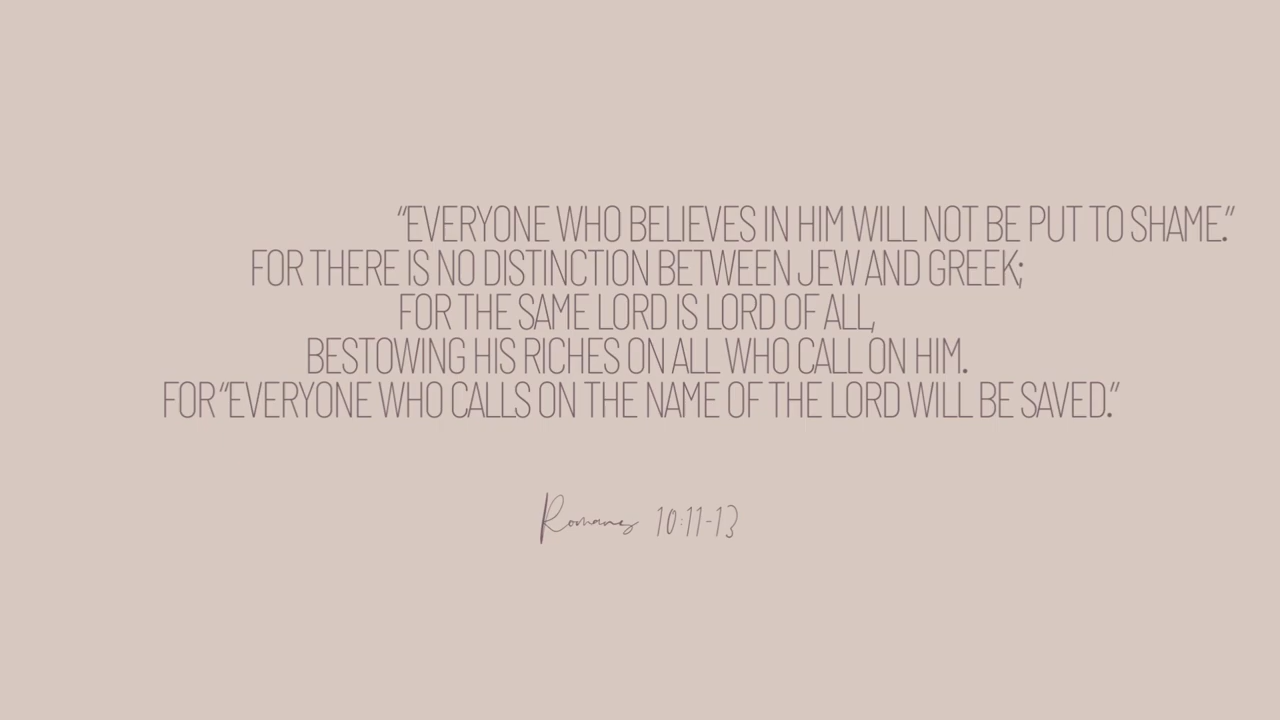 “EVERYONE WHO BELIEVES IN HIM WILL NOT BE PUT TO SHAME.”
FOR THERE IS NO DISTINCTION BETWEEN JEW AND GREEK;
FOR THE SAME LORD IS LORD OF ALL,
BESTOWING HIS RICHES ON ALL WHO CALL ON HIM.
FOR “EVERYONE WHO CALLS ON THE NAME OF THE LORD WILL BE SAVED.”
Romans 10:11-13